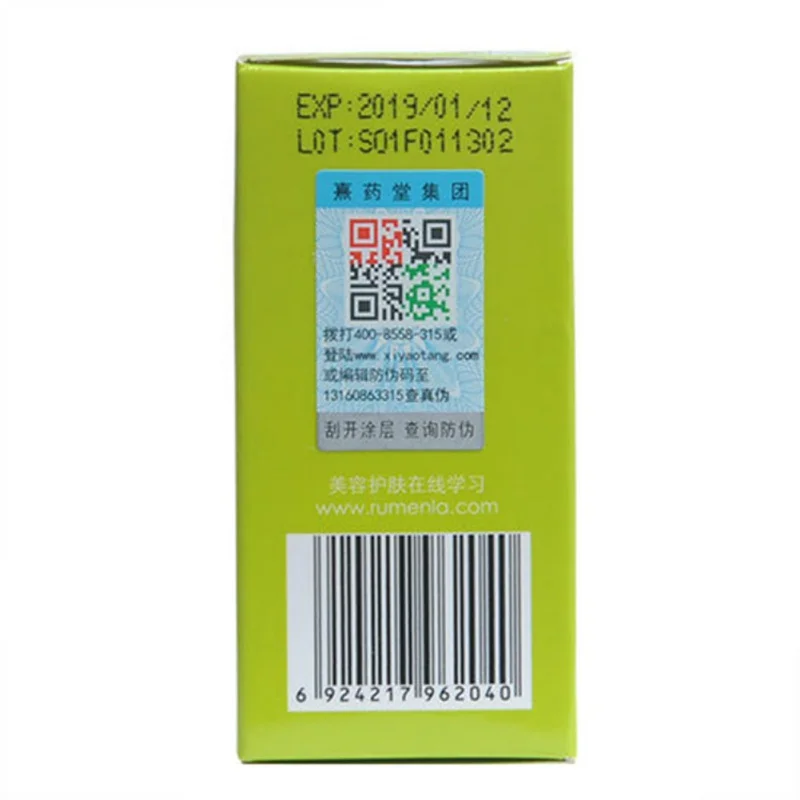 EXP:2019/01/12
LOT:S01F011302
熹药堂集团
拨打400-8558-315或
登陆www.xiyaotang.com
或编辑防伪码至
13160863315查真伪
刮开涂层 查询防伪
美容护肤在线学习
www.rumenla.com
6 924217 962040